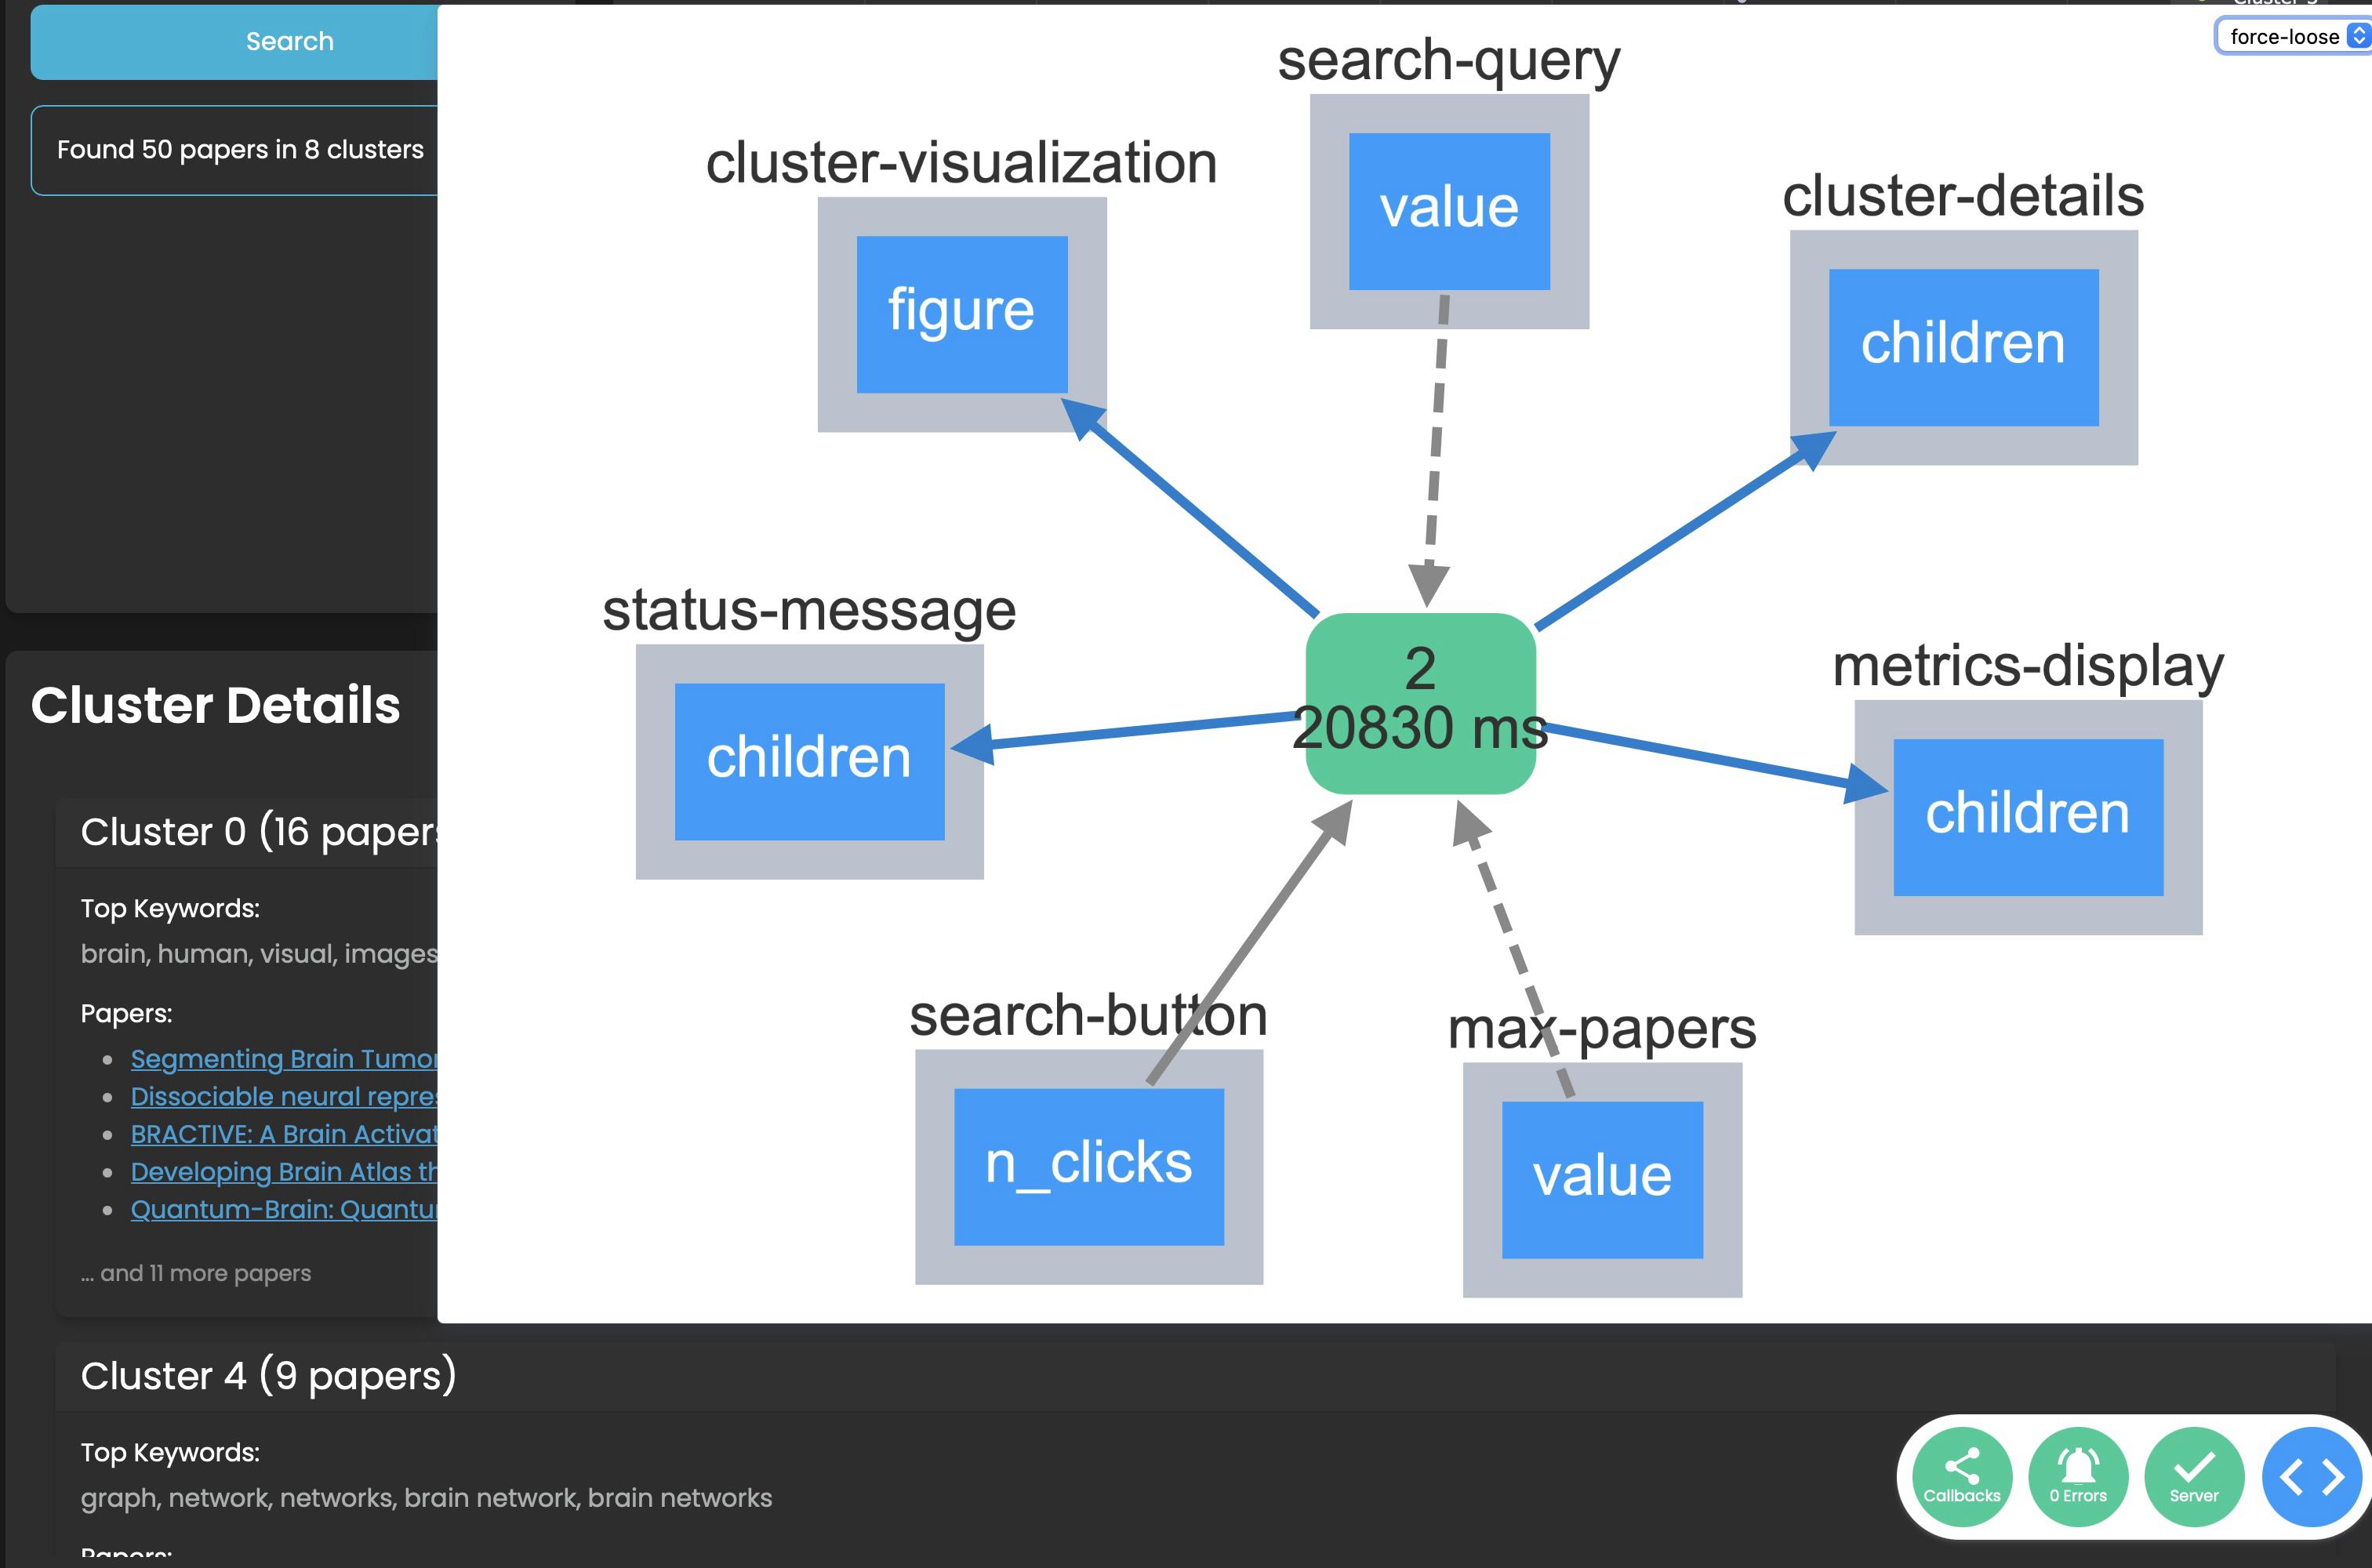 Search
Found 50 papers in 8 clusters
force-loose
search-query
value
cluster-visualization
figure
cluster-details
children
status-message
children
2
20830 ms
metrics-display
children
search-button
n_clicks
max-papers
value
Cluster Details
Cluster 0 (16 papers
Top Keywords:
brain, human, visual, images
Papers:
Segmenting Brain Tumor
Dissociable neural repres
BRACTIVE: A Brain Activat
Developing Brain Atlas th
Quantum-Brain: Quantu
... and 11 more papers
Cluster 4 (9 papers)
Top Keywords:
graph, network, networks, brain network, brain networks
Papers:
Callbacks
0 Errors
Server